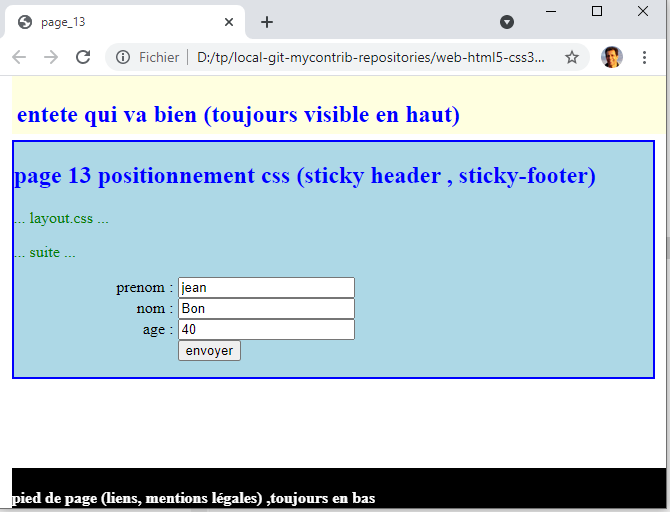 page_13
Fichier | D:/tp/local-git-mycontrib-repositories/web-html5-css3...
entete qui va bien (toujours visible en haut)
page 13 positionnement css (sticky header , sticky-footer)
... layout.css ...
... suite ...
prenom : jean
nom : Bon
age : 40
envoyer
pied de page (liens, mentions légales) ,toujours en bas